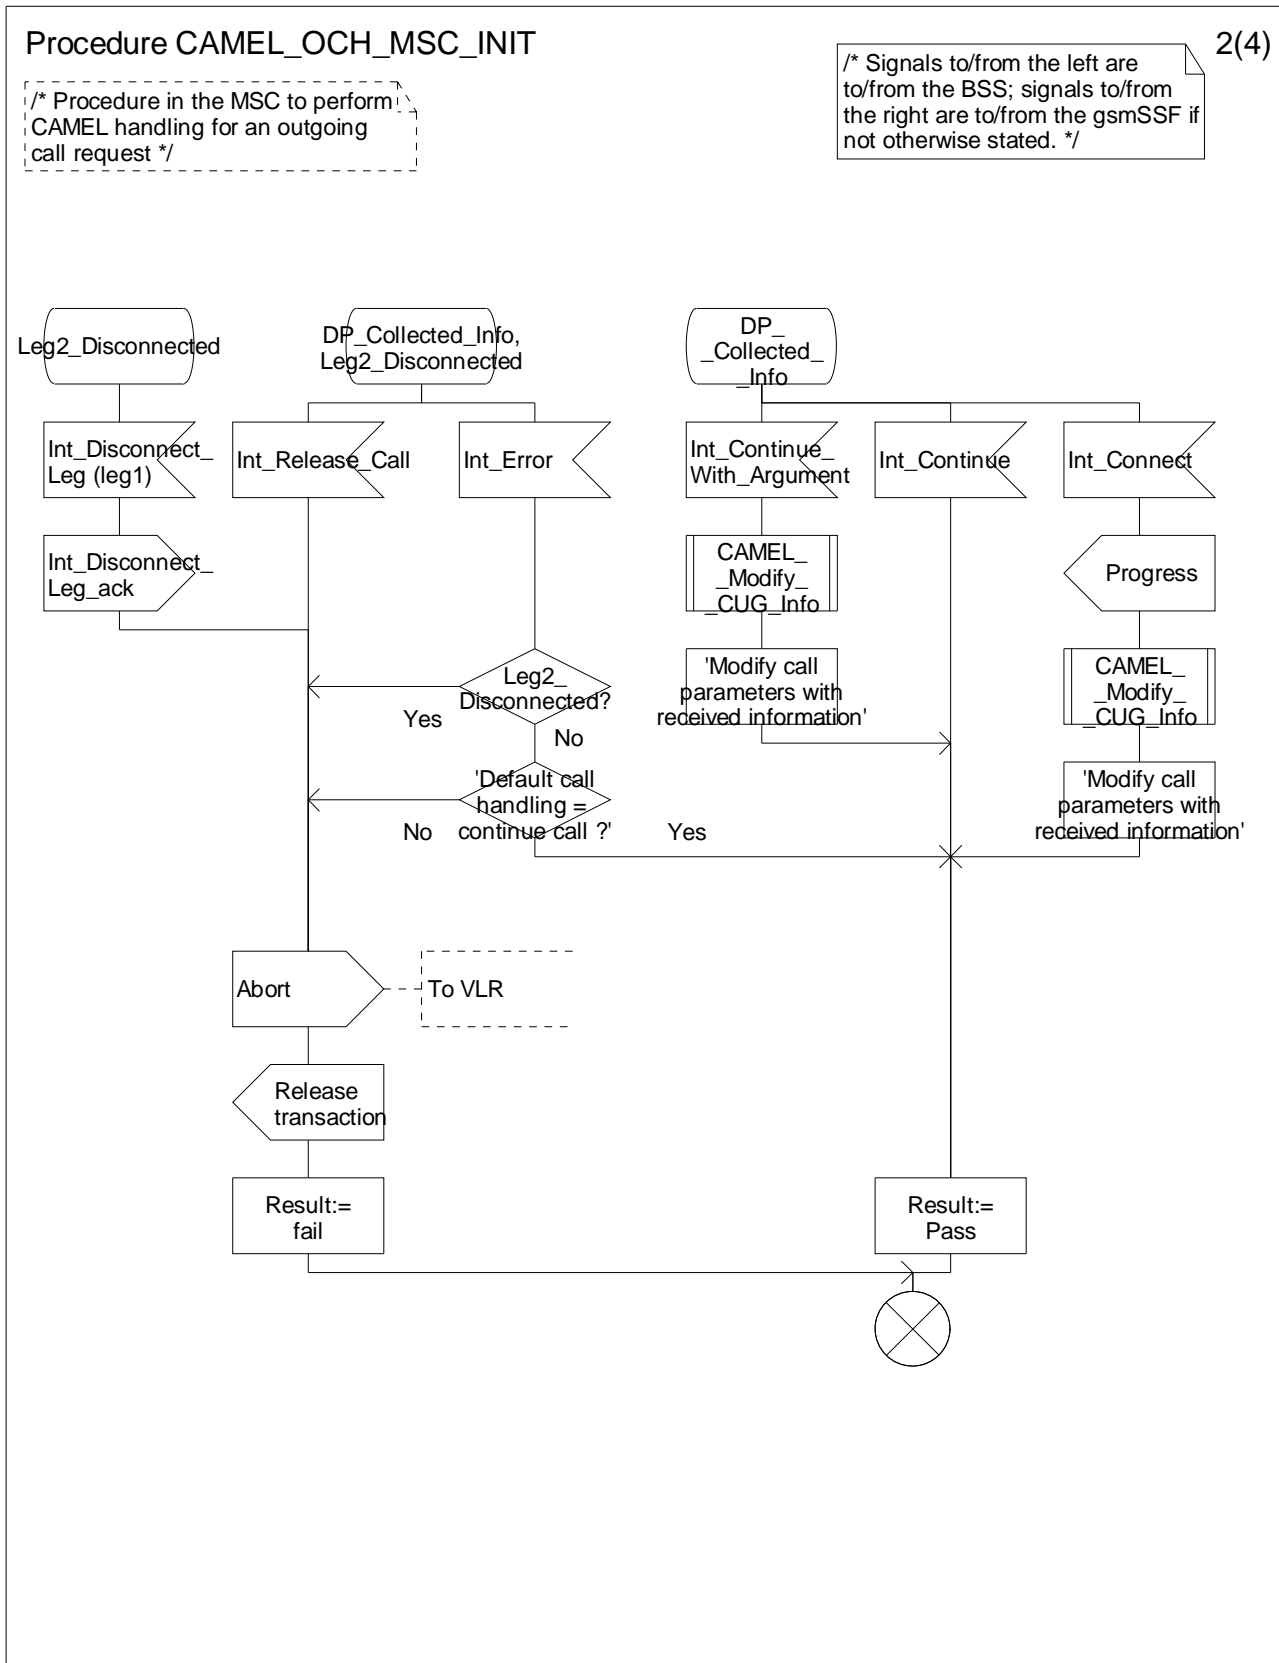 Procedure CAMEL_OCH_MSC_INIT
2(4)
/* Procedure in the MSC to perform
CAMEL handling for an outgoing
call request */
/* Signals to/from the left are
to/from the BSS; signals to/from
the right are to/from the gsmSSF if
not otherwise stated. */
Leg2_Disconnected
DP_Collected_Info,
Leg2_Disconnected
DP_
_Collected_
_Info
Int_Disconnect_
Leg (leg1)
Int_Release_Call
Int_Error
Int_Continue_
With_Argument
Int_Continue
Int_Connect
Int_Disconnect_
Leg_ack
CAMEL_
_Modify_
_CUG_Info
Progress
Leg2_
Disconnected?
Yes
No
'Modify call
parameters with
received information'
CAMEL_
_Modify_
_CUG_Info
'Default call
handling =
continue call ?'
No
Yes
'Modify call
parameters with
received information'
Abort
To VLR
Release
transaction
Result:=
fail
Result:=
Pass